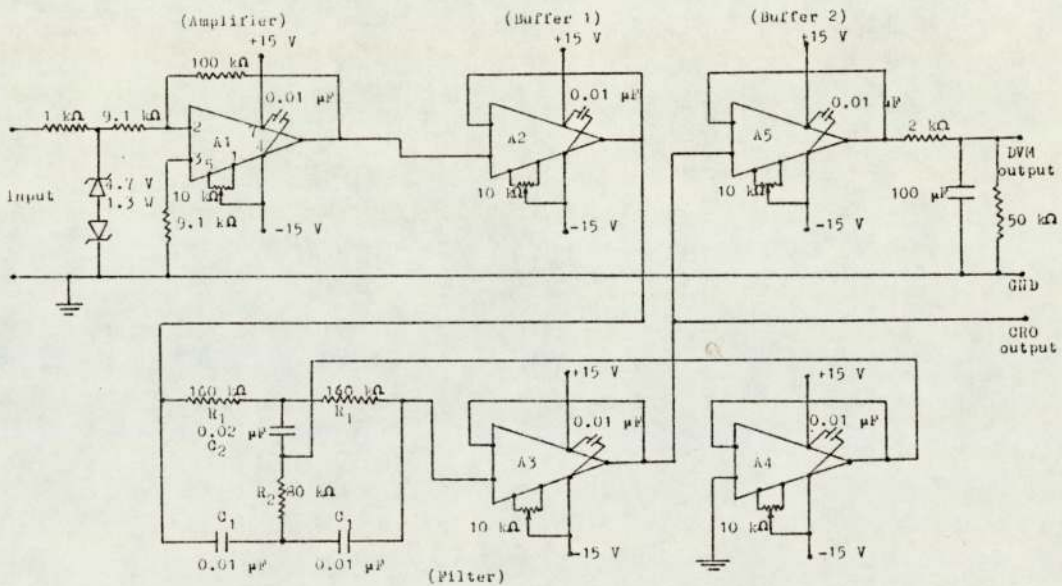 (Amplifier)
+15 V
100 kΩ
0.01 µF
1 kΩ
9.1 kΩ
2
7
A1
4
3
5
1
10 kΩ
Input
4.7 V
1.3 W
9.1 kΩ
-15 V
(Buffer 1)
+15 V
0.01 µF
A2
10 kΩ
-15 V
(Buffer 2)
+15 V
0.01 µF
A5
2 kΩ
10 kΩ
DVM
output
100 µF
50 kΩ
-15 V
GND
CRO
output
160 kΩ
R1
160 kΩ
R1
0.02 µF
C2
R2
80 kΩ
C1
0.01 µF
C1
0.01 µF
(Filter)
+15 V
0.01 µF
A3
10 kΩ
-15 V
+15 V
0.01 µF
A4
10 kΩ
-15 V